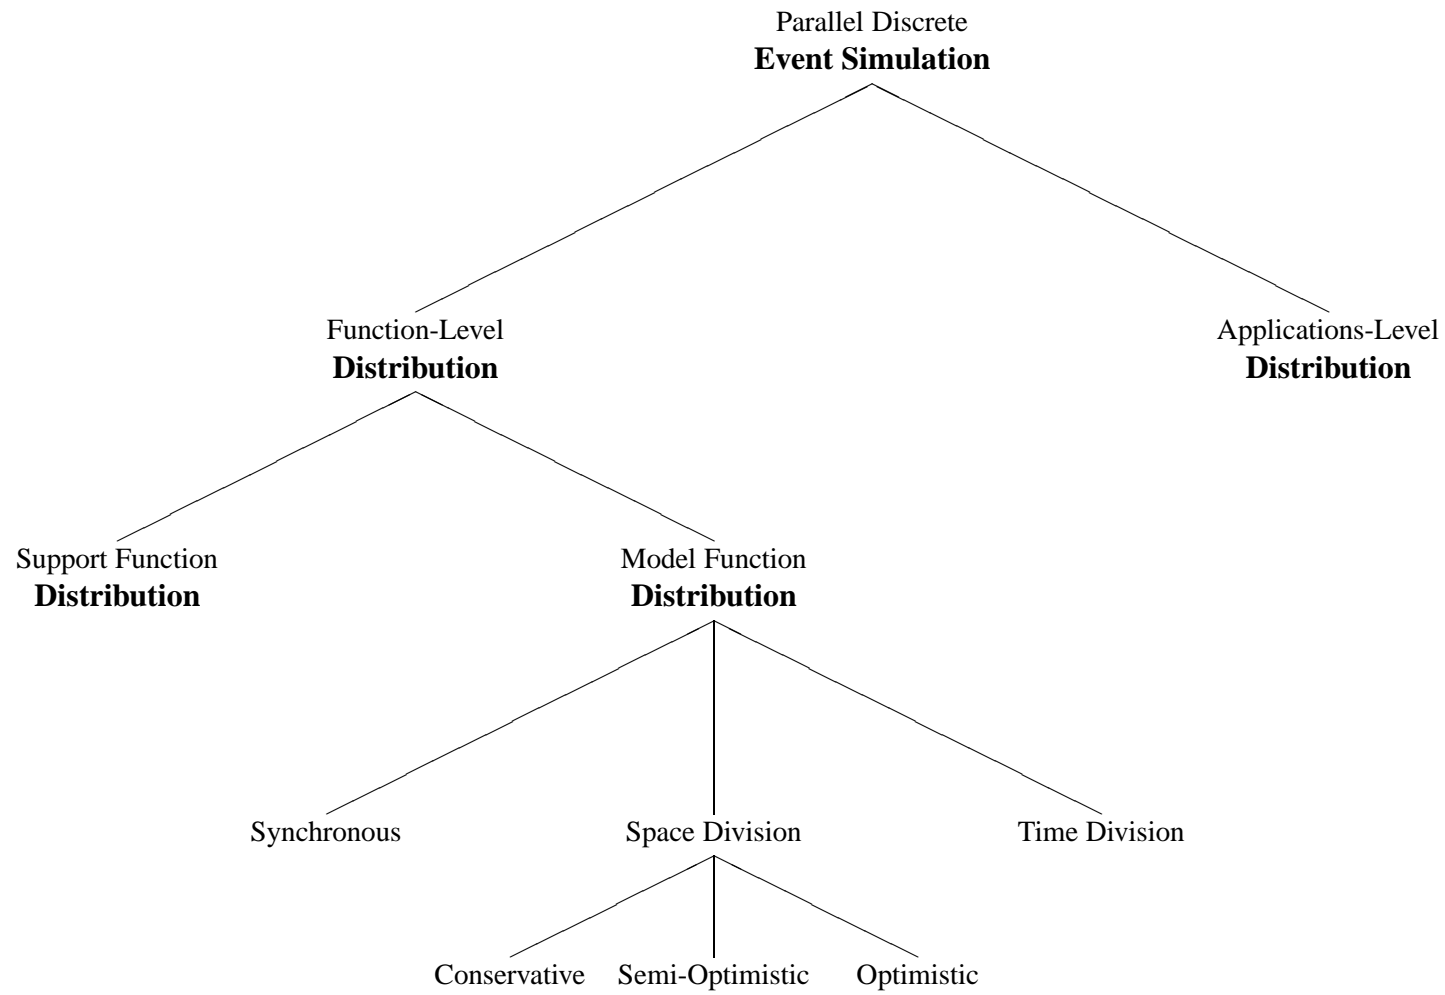 Parallel Discrete
Event Simulation
Function-Level
Distribution
Applications-Level
Distribution
Support Function
Distribution
Model Function
Distribution
Synchronous
Space Division
Time Division
Conservative
Semi-Optimistic
Optimistic